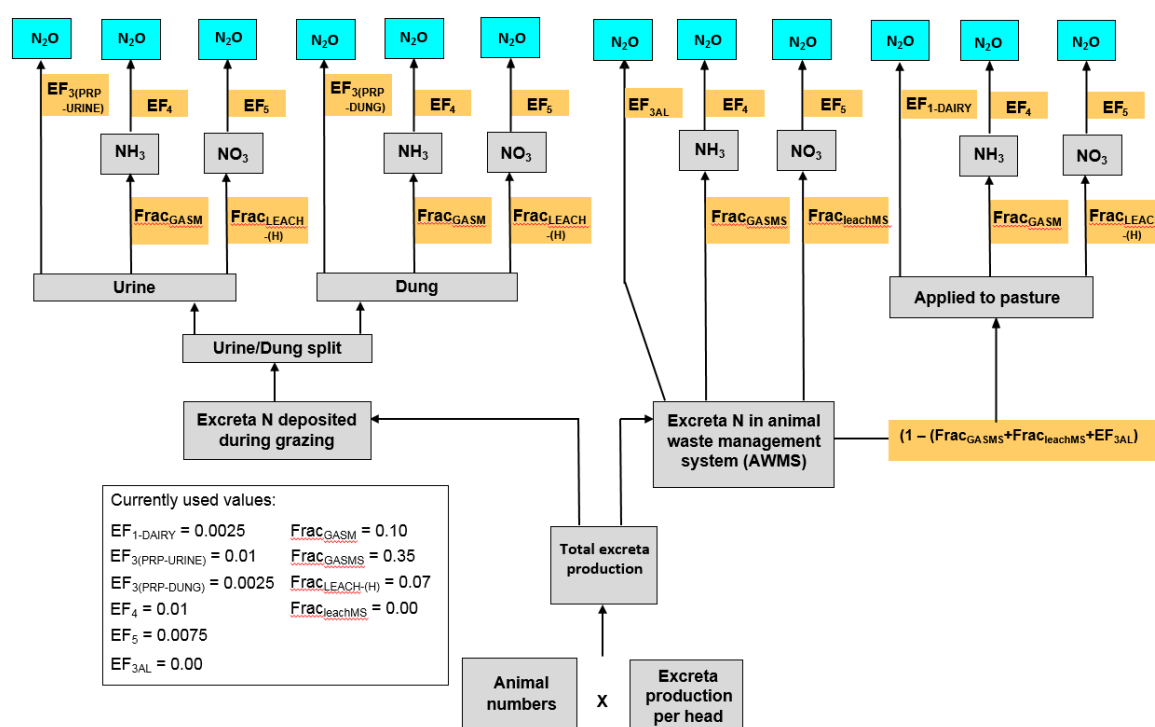 N₂O N₂O N₂O N₂O N₂O N₂O N₂O N₂O N₂O N₂O N₂O N₂O
EF₃₍PRP
-URINE)
EF₄
EF₅
EF₃₍PRP
-DUNG)
EF₄
EF₅
EF₃AL
EF₄
EF₅
EF₁-DAIRY
EF₄
EF₅
NH₃ NO₃ NH₃ NO₃ NH₃ NO₃ NH₃ NO₃
FracGASM
FracLEACH
-(H)
FracGASM
FracLEACH
-(H)
FracGASMS
FracleachMS
FracGASM
FracLEAC
-(H)
Urine
Dung
Applied to pasture
Urine/Dung split
Excreta N deposited
during grazing
Excreta N in animal
waste management
system (AWMS)
(1 – (FracGASMS+FracleachMS+EF3AL)
Currently used values:
EF1-DAIRY = 0.0025
EF3(PRP-URINE) = 0.01
EF3(PRP-DUNG) = 0.0025
EF4 = 0.01
EF5 = 0.0075
EF3AL = 0.00
FracGASM = 0.10
FracGASMS = 0.35
FracLEACH-(H) = 0.07
FracleachMS = 0.00
Total excreta
production
Animal
numbers
X
Excreta
production
per head